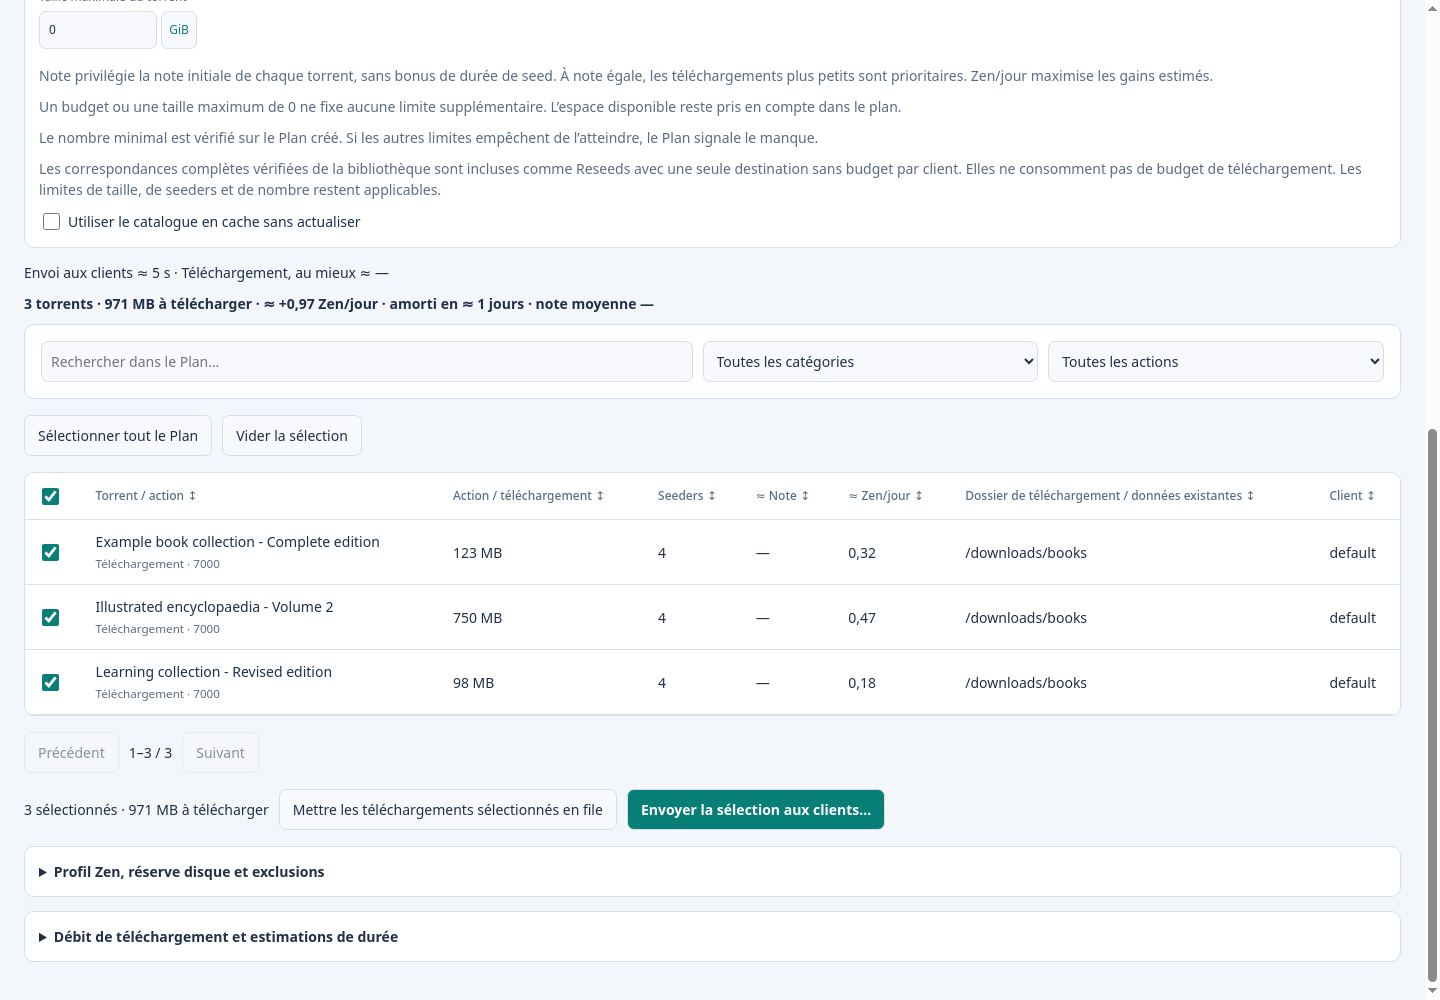 0
GiB
Note privilégie la note initiale de chaque torrent, sans bonus de durée de seed. À note égale, les téléchargements plus petits sont prioritaires. Zen/jour maximise les gains estimés.
Un budget ou une taille maximum de 0 ne fixe aucune limite supplémentaire. L’espace disponible reste pris en compte dans le plan.
Le nombre minimal est vérifié sur le Plan créé. Si les autres limites empêchent de l’atteindre, le Plan signale le manque.
Les correspondances complètes vérifiées de la bibliothèque sont incluses comme Reseeds avec une seule destination sans budget par client. Elles ne consomment pas de budget de téléchargement. Les
limites de taille, de seeders et de nombre restent applicables.
Utiliser le catalogue en cache sans actualiser
Envoi aux clients ≈ 5 s · Téléchargement, au mieux ≈ —
3 torrents · 971 MB à télécharger · ≈ +0,97 Zen/jour · amorti en ≈ 1 jours · note moyenne —
Rechercher dans le Plan… Toutes les catégories Toutes les actions
Sélectionner tout le Plan Vider la sélection
Torrent / action ↕ Action / téléchargement ↕ Seeders ↕ ≈ Note ↕ ≈ Zen/jour ↕ Dossier de téléchargement / données existantes ↕ Client ↕
Example book collection - Complete edition
Téléchargement · 7000
123 MB 4 — 0,32 /downloads/books default
Illustrated encyclopaedia - Volume 2
Téléchargement · 7000
750 MB 4 — 0,47 /downloads/books default
Learning collection - Revised edition
Téléchargement · 7000
98 MB 4 — 0,18 /downloads/books default
Précédent 1–3 / 3 Suivant
3 sélectionnés · 971 MB à télécharger Mettre les téléchargements sélectionnés en file Envoyer la sélection aux clients…
Profil Zen, réserve disque et exclusions
Débit de téléchargement et estimations de durée